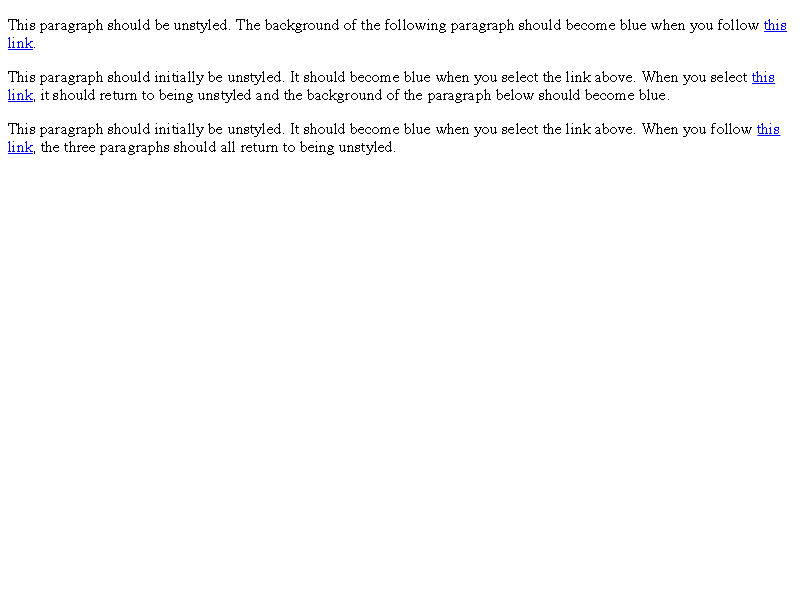 This paragraph should be unstyled. The background of the following paragraph should become blue when you follow this
link.
This paragraph should initially be unstyled. It should become blue when you select the link above. When you select this
link, it should return to being unstyled and the background of the paragraph below should become blue.
This paragraph should initially be unstyled. It should become blue when you select the link above. When you follow this
link, the three paragraphs should all return to being unstyled.